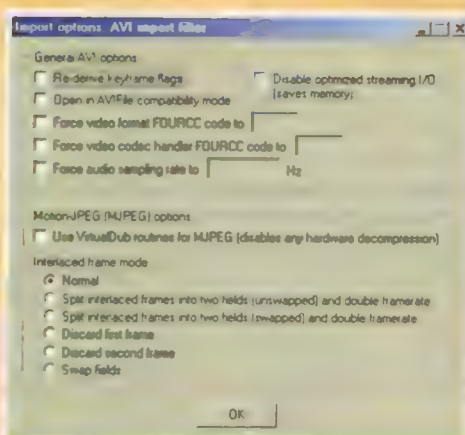 Import options: AVI import filter
General AVI options
Re-derive keyframe flags
Disable optimized streaming I/O
(saves memory)
Open in AVIFile compatibility mode
Force video format FOURCC code to
Force video codec handler FOURCC code to
Force audio sampling rate to Hz
Motion-JPEG (MJPEG) options
Use VirtualDub routines for MJPEG (disables any hardware decompression)
Interlaced frame mode
Normal
Split interlaced frames into two fields (unswapped) and double framerate
Split interlaced frames into two fields (swapped) and double framerate
Discard first frame
Discard second frame
Swap fields
OK